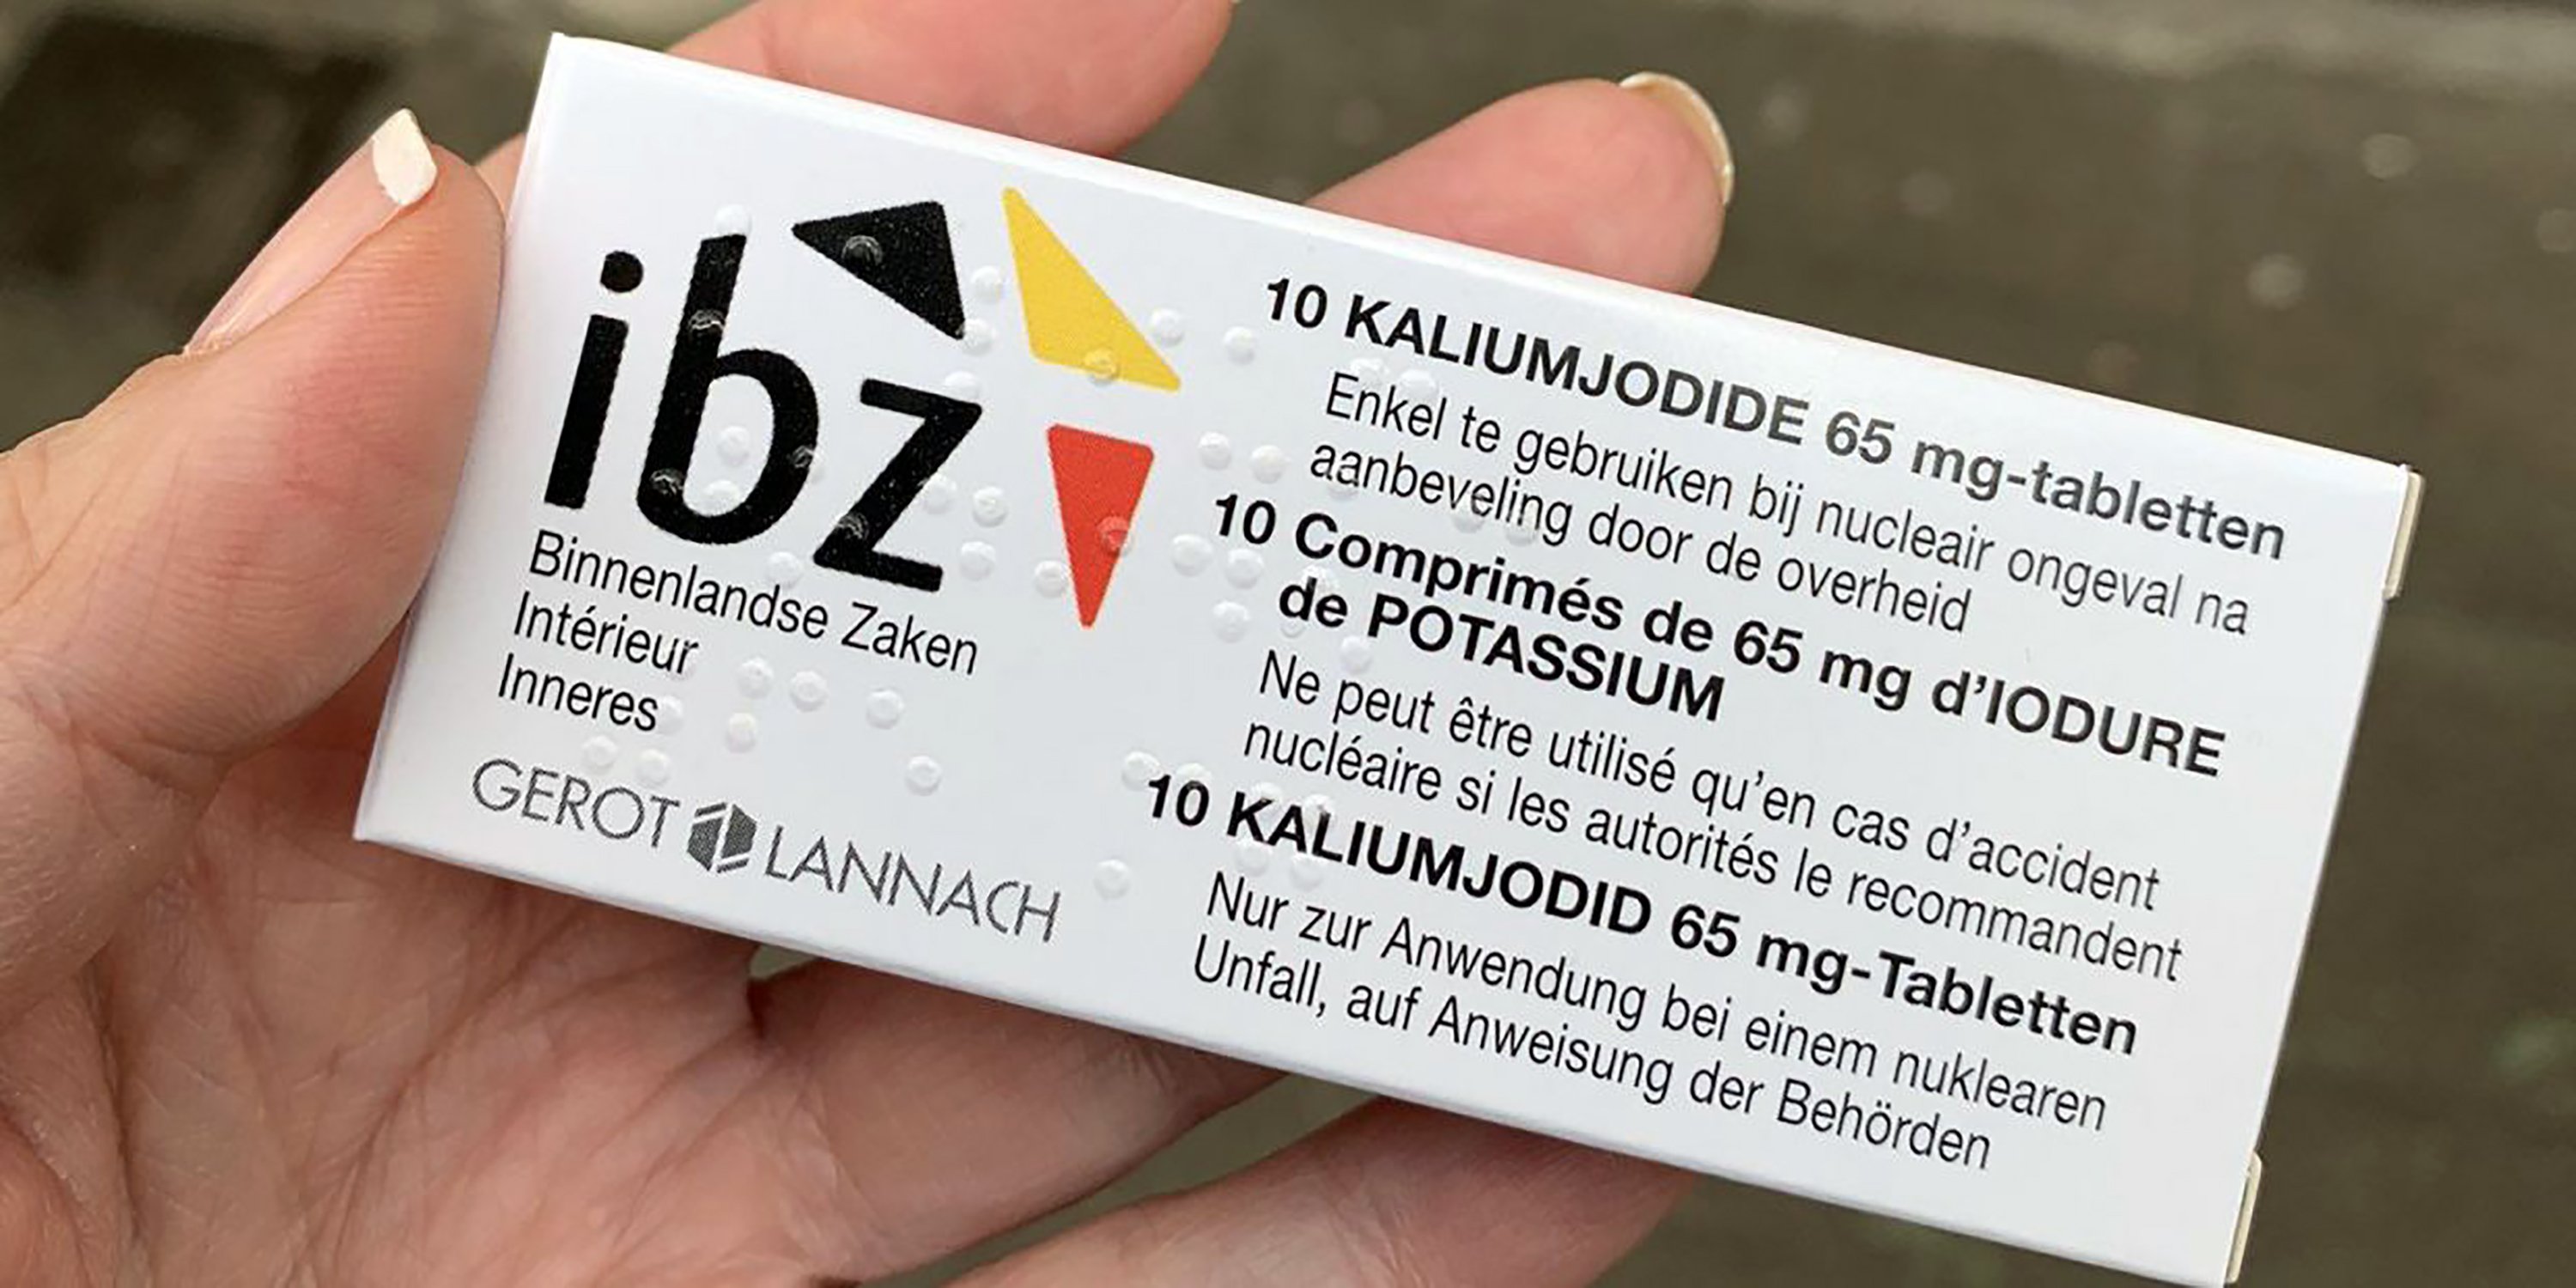 ibz
Binnenlandse Zaken
Intérieur
Inneres
GEROT LANNACH
10 KALIUMJODIDE 65 mg-tabletten
Enkel te gebruiken bij nucleair ongeval na
aanbeveling door de overheid
10 Comprimés de 65 mg d’IODURE
de POTASSIUM
Ne peut être utilisé qu’en cas d’accident
nucléaire si les autorités le recommandent
10 KALIUMJODID 65 mg-Tabletten
Nur zur Anwendung bei einem nuklearen
Unfall, auf Anweisung der Behörden